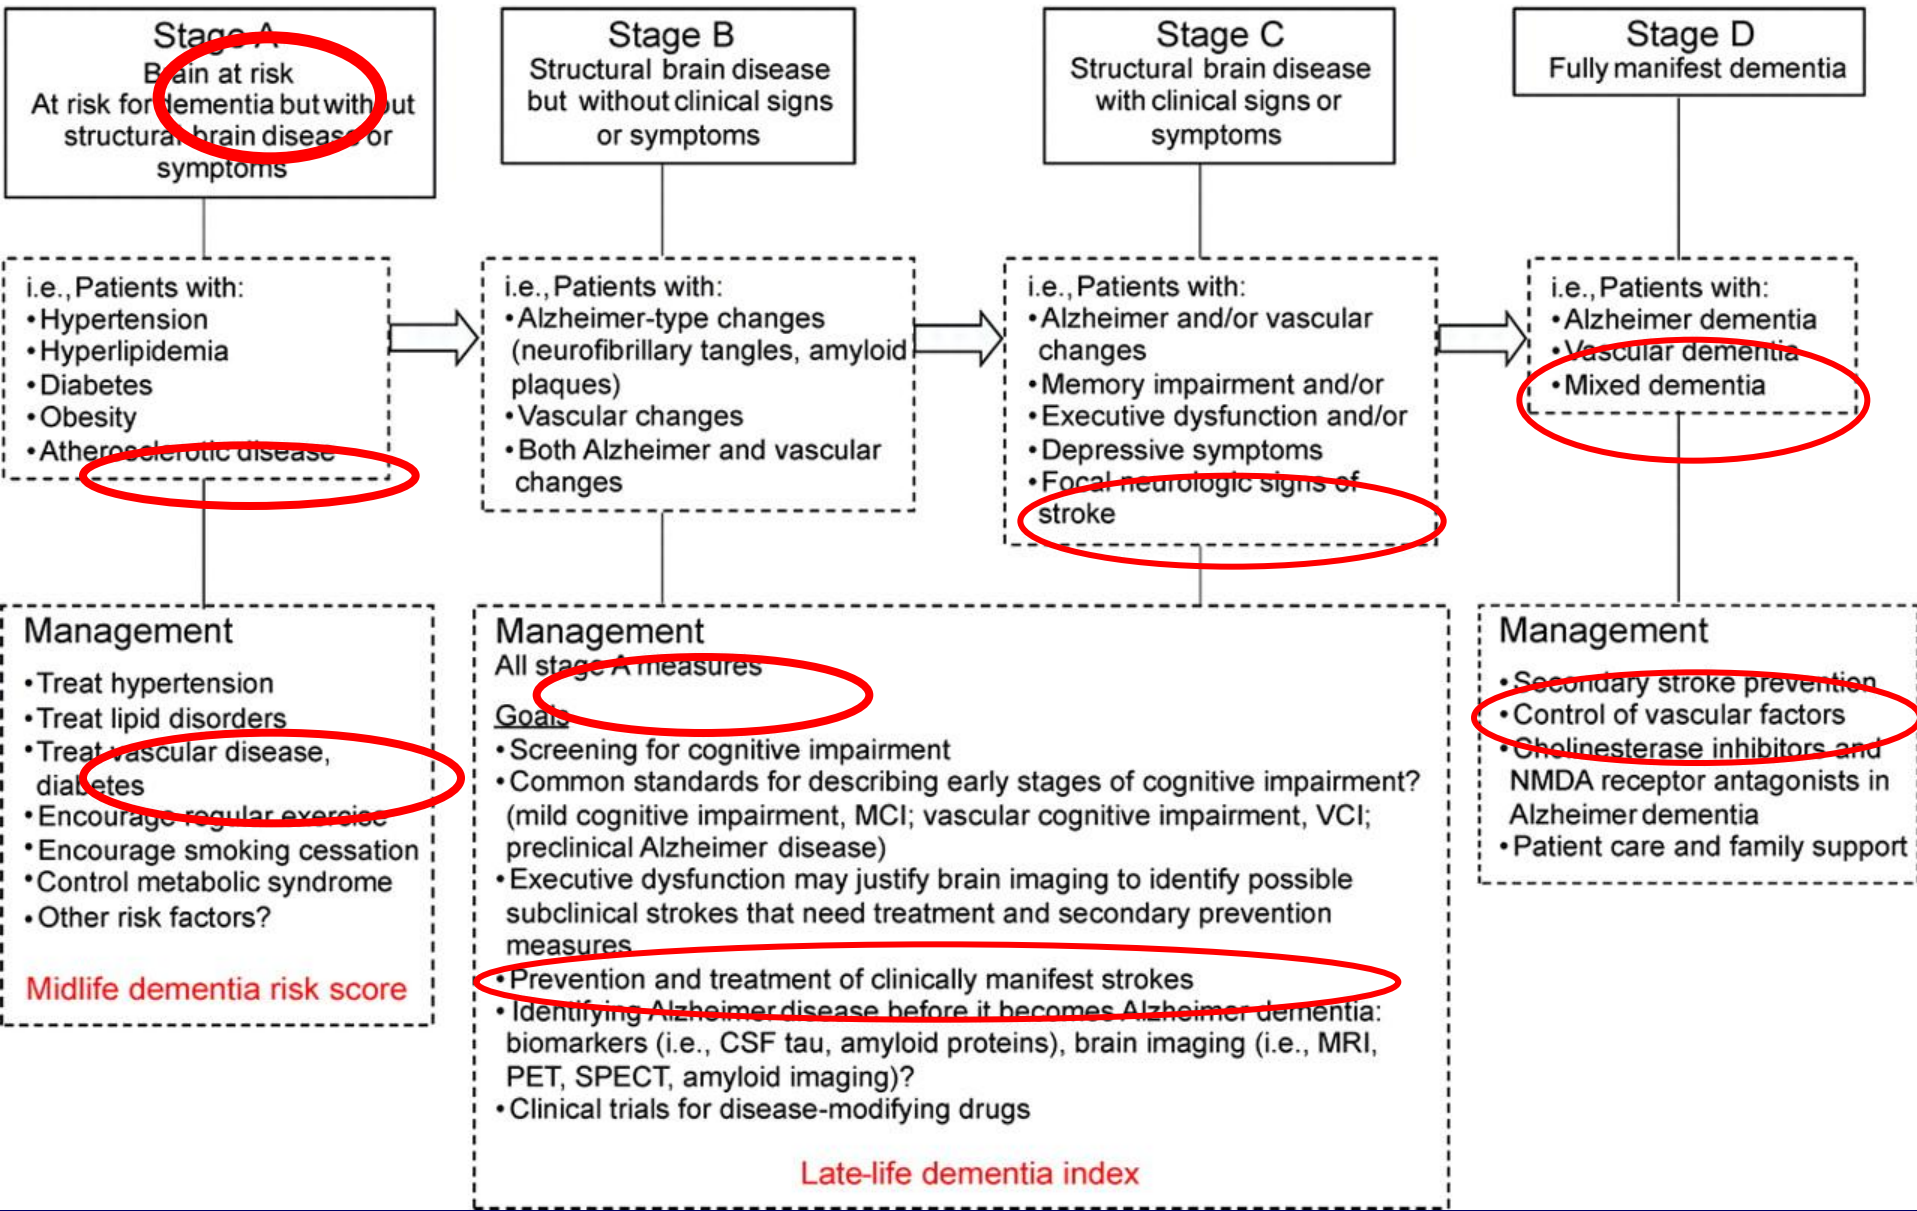 Stage A
Brain at risk
At risk for dementia but without
structural brain disease or
symptoms
Stage B
Structural brain disease
but without clinical signs
or symptoms
Stage C
Structural brain disease
with clinical signs or
symptoms
Stage D
Fully manifest dementia
i.e., Patients with:
•Hypertension
•Hyperlipidemia
•Diabetes
•Obesity
•Atherosclerotic disease
i.e., Patients with:
•Alzheimer-type changes
(neurofibrillary tangles, amyloid
plaques)
•Vascular changes
•Both Alzheimer and vascular
changes
i.e., Patients with:
•Alzheimer and/or vascular
changes
•Memory impairment and/or
•Executive dysfunction and/or
•Depressive symptoms
•Focal neurologic signs of
stroke
i.e., Patients with:
•Alzheimer dementia
•Vascular dementia
•Mixed dementia
Management
•Treat hypertension
•Treat lipid disorders
•Treat vascular disease,
diabetes
•Encourage regular exercise
•Encourage smoking cessation
•Control metabolic syndrome
•Other risk factors?
Midlife dementia risk score
Management
All stage A measures
Goals
•Screening for cognitive impairment
•Common standards for describing early stages of cognitive impairment?
(mild cognitive impairment, MCI; vascular cognitive impairment, VCI;
preclinical Alzheimer disease)
•Executive dysfunction may justify brain imaging to identify possible
subclinical strokes that need treatment and secondary prevention
measures
•Prevention and treatment of clinically manifest strokes
•Identifying Alzheimer disease before it becomes Alzheimer dementia:
biomarkers (i.e., CSF tau, amyloid proteins), brain imaging (i.e., MRI,
PET, SPECT, amyloid imaging)?
•Clinical trials for disease-modifying drugs
Late-life dementia index
Management
•Secondary stroke prevention
•Control of vascular factors
•Cholinesterase inhibitors and
NMDA receptor antagonists in
Alzheimer dementia
•Patient care and family support